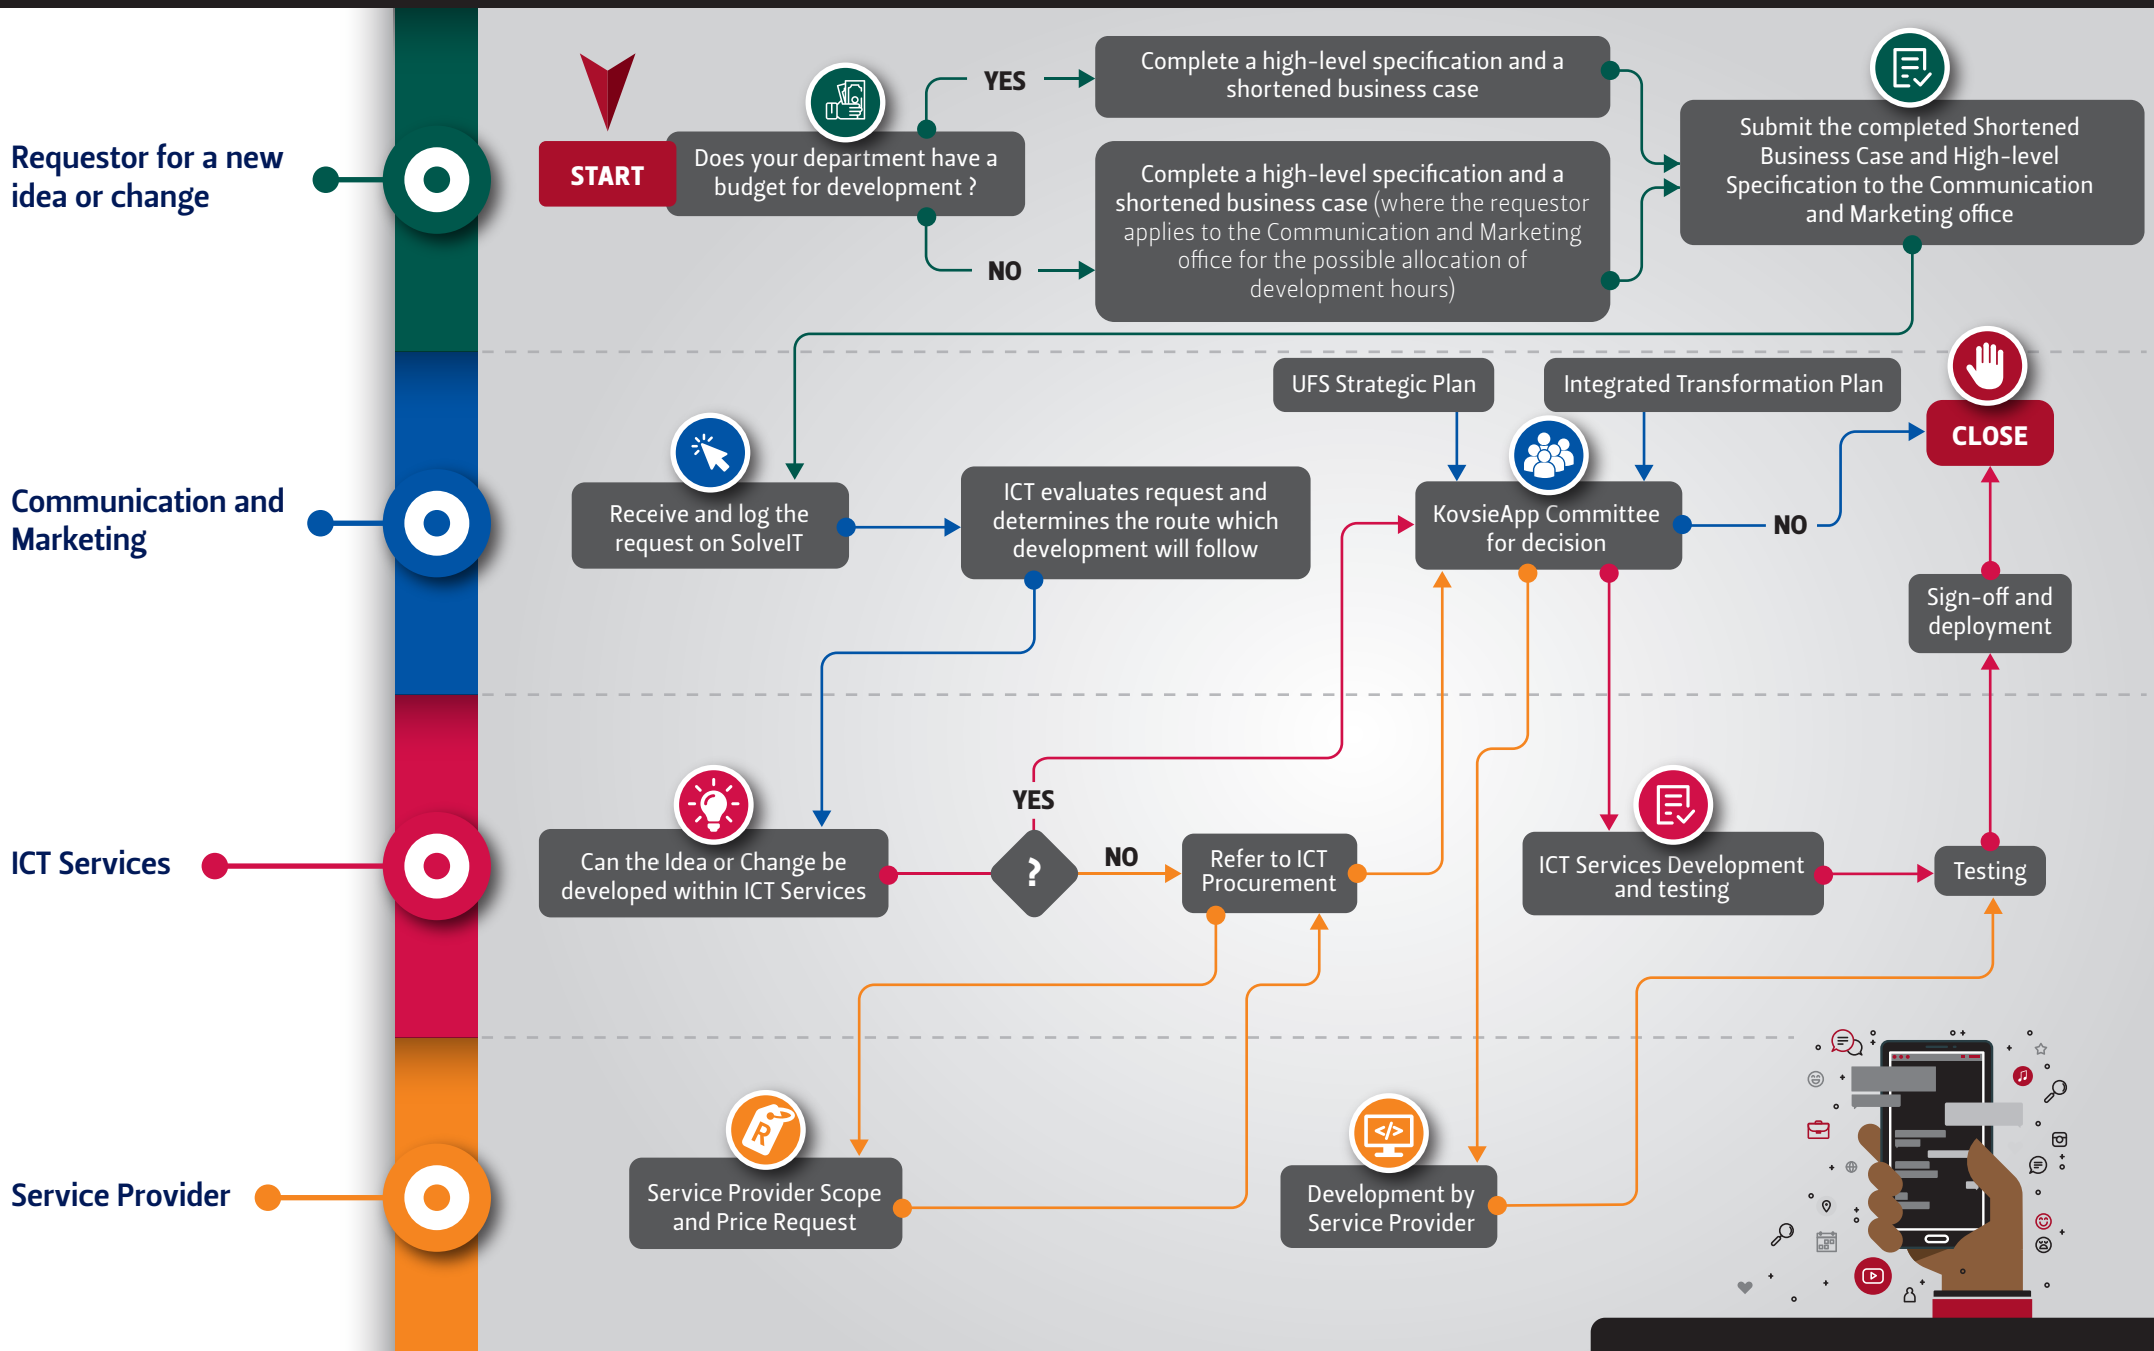 Requestor for a new
idea or change
START
Does your department have a
budget for development ?
YES
NO
Complete a high-level specification and a
shortened business case
Complete a high-level specification and a
shortened business case (where the requestor
applies to the Communication and Marketing
office for the possible allocation of
development hours)
Submit the completed Shortened
Business Case and High-level
Specification to the Communication
and Marketing office
Communication and
Marketing
Receive and log the
request on SolveIT
ICT evaluates request and
determines the route which
development will follow
UFS Strategic Plan
Integrated Transformation Plan
KovsieApp Committee
for decision
NO
CLOSE
Sign-off and
deployment
ICT Services
Can the Idea or Change be
developed within ICT Services
YES
?
NO
Refer to ICT
Procurement
ICT Services Development
and testing
Testing
Service Provider
R
Service Provider Scope
and Price Request
</>
Development by
Service Provider